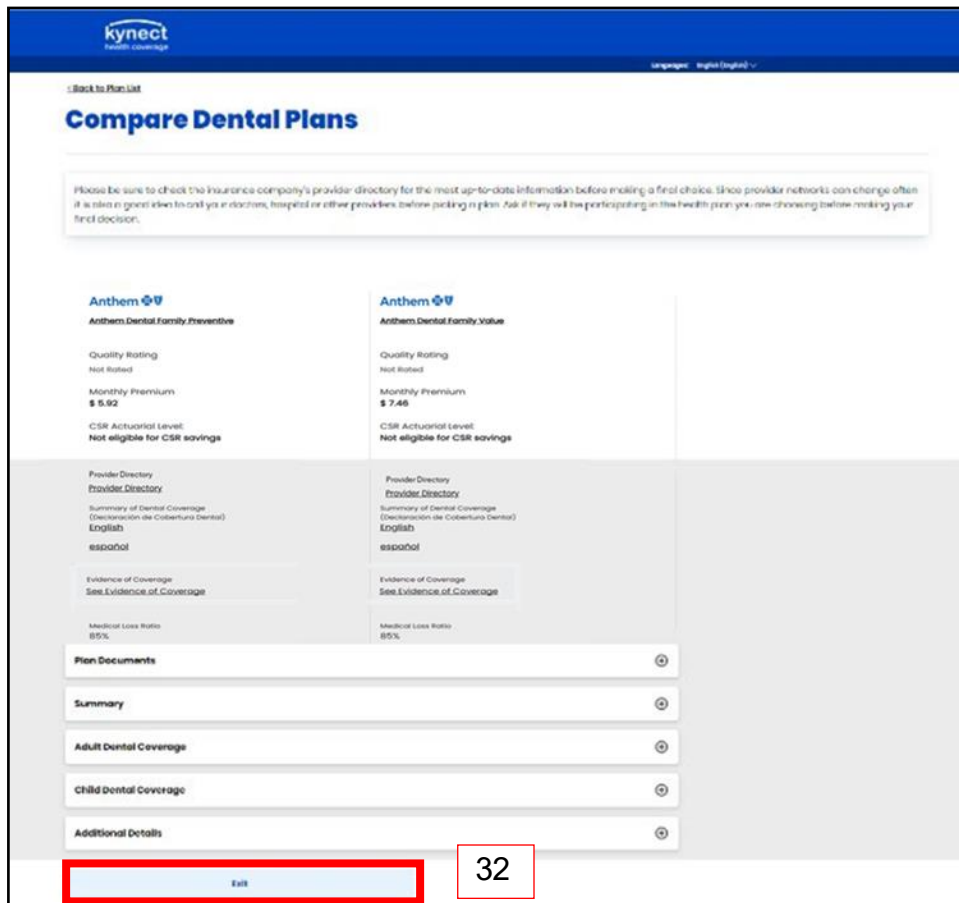 kynect
health coverage
Languages: English (English)
< Back to Plan List
Compare Dental Plans
Please be sure to check the insurance company's provider directory for the most up-to-date information before making a final choice. Since provider networks can change often
it is also a good idea to call your doctors, hospital or other providers before picking a plan. Ask if they will be participating in the health plan you are choosing before making your
final decision.
Anthem
Anthem Dental Family Preventive
Quality Rating
Not Rated
Monthly Premium
$ 5.92
CSR Actuarial Level:
Not eligible for CSR savings
Provider Directory
Provider Directory
Summary of Dental Coverage
(Declaración de Cobertura Dental)
English
español
Evidence of Coverage
See Evidence of Coverage
Medical Loss Ratio
85%
Anthem
Anthem Dental Family Value
Quality Rating
Not Rated
Monthly Premium
$ 7.46
CSR Actuarial Level:
Not eligible for CSR savings
Provider Directory
Provider Directory
Summary of Dental Coverage
(Declaración de Cobertura Dental)
English
español
Evidence of Coverage
See Evidence of Coverage
Medical Loss Ratio
85%
Plan Documents
Summary
Adult Dental Coverage
Child Dental Coverage
Additional Details
Exit
32